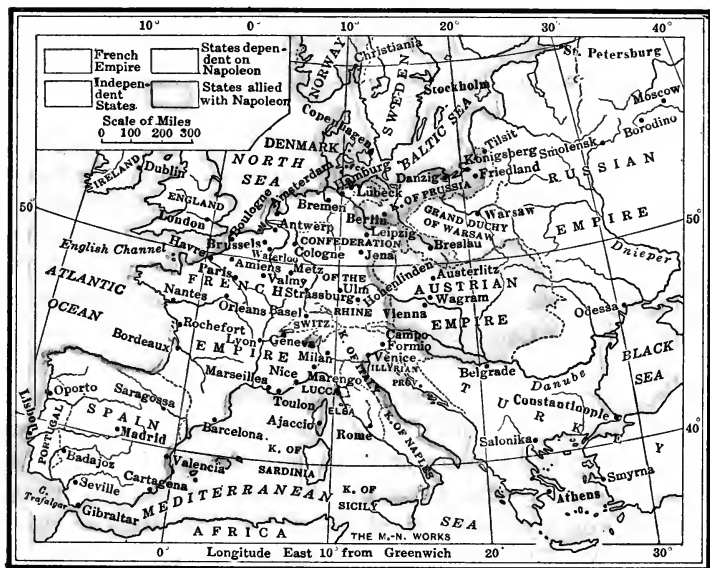 10°
0°
10°
20°
30°
40°
French Empire
States dependent on Napoleon
Independent States
States allied with Napoleon
Scale of Miles
0 100 200 300
NORWAY
Christiania
SWEDEN
Stockholm
St. Petersburg
Moscow
Borodino
Smolensk
Copenhagen
DENMARK
BALTIC SEA
Tilsit
Königsberg
Friedland
Danzig
RUSSIAN
EMPIRE
NORTH
SEA
IRELAND
Dublin
ENGLAND
London
Boulogne
Amsterdam
Hamburg
Lübeck
Bremen
K. OF PRUSSIA
Berlin
GRAND DUCHY
OF WARSAW
Warsaw
50°
50°
English Channel
Havre
Antwerp
Brussels
Waterloo
Cologne
CONFEDERATION
OF THE
RHINE
Leipzig
Jena
Breslau
Dnieper
Amiens
Paris
Valmy
Metz
Strassburg
Ulm
Hohenlinden
Austerlitz
AUSTRIAN
Wagram
EMPIRE
Vienna
Odessa
ATLANTIC
OCEAN
FRENCH
EMPIRE
Nantes
Orleans
Basel
Rochefort
SWITZ
Bordeaux
Lyon
Geneva
Milan
Campo
Formio
Venice
ILLYRIAN
PROV.
Belgrade
Danube
BLACK
SEA
Marseilles
Nice
Marengo
LUCCA
Toulon
K. OF ITALY
TURKEY
Constantinople
Oporto
Saragossa
Lisbon
PORTUGAL
SPAIN
Madrid
Barcelona
Ajaccio
ELBA
Rome
K. OF NAPLES
Salonika
40°
40°
Badajoz
Valencia
K. OF
SARDINIA
Seville
Cartagena
C. Trafalgar
Gibraltar
MEDITERRANEAN
SEA
K. OF
SICILY
Smyrna
Athens
AFRICA
THE M.-N. WORKS
0°
Longitude East 10° from Greenwich
20°
30°